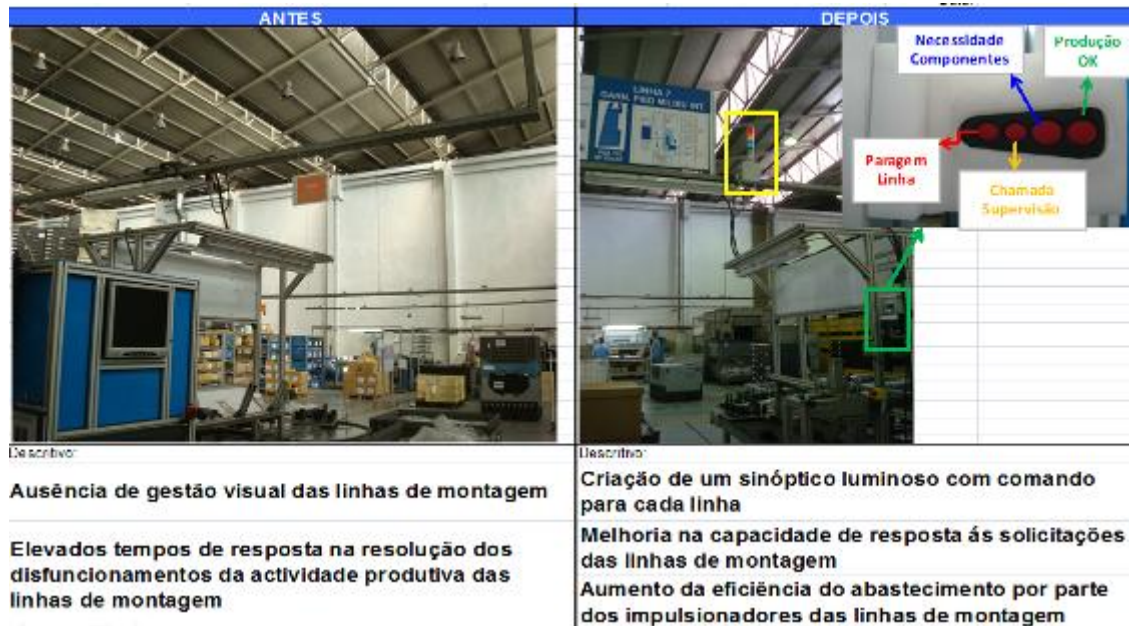 ANTES
DEPOIS
Necessidade
Componentes
Produção
OK
Paragem
Linha
Chamada
Supervisão
LINHA 7
Descritivo:
Ausência de gestão visual das linhas de montagem
Elevados tempos de resposta na resolução dos
disfuncionamentos da actividade produtiva das
linhas de montagem
Descritivo:
Criação de um sinóptico luminoso com comando
para cada linha
Melhoria na capacidade de resposta ás solicitações
das linhas de montagem
Aumento da eficiência do abastecimento por parte
dos impulsionadores das linhas de montagem